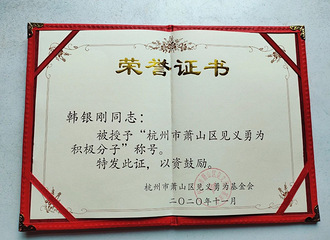 荣誉证书
韩银刚同志：
被授予“杭州市萧山区见义勇为
积极分子”称号。
特发此证，以资鼓励。
杭州市萧山区见义勇为基金会
二〇二〇年十一月